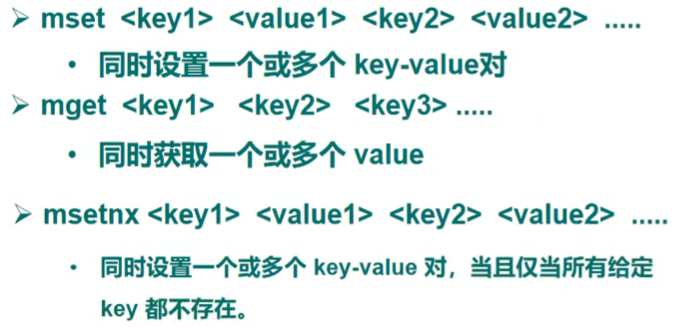 ➢ mset <key1> <value1> <key2> <value2> .....
• 同时设置一个或多个 key-value对
➢ mget <key1> <key2> <key3> .....
• 同时获取一个或多个 value
➢ msetnx <key1> <value1> <key2> <value2> .....
• 同时设置一个或多个 key-value 对，当且仅当所有给定
key 都不存在。